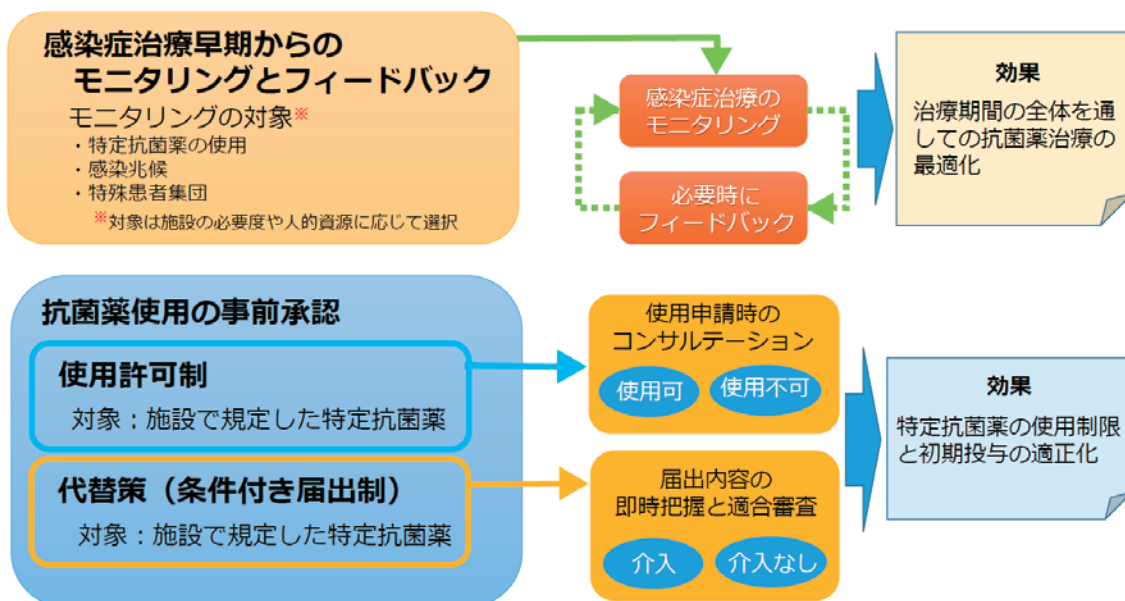 感染症治療早期からの
モニタリングとフィードバック
モニタリングの対象※
・特定抗菌薬の使用
・感染兆候
・特殊患者集団
※対象は施設の必要度や人的資源に応じて選択
感染症治療の
モニタリング
必要時に
フィードバック
効果
治療期間の全体を通
しての抗菌薬治療の
最適化
抗菌薬使用の事前承認
使用許可制
対象：施設で規定した特定抗菌薬
代替策（条件付き届出制）
対象：施設で規定した特定抗菌薬
使用申請時の
コンサルテーション
使用可
使用不可
届出内容の
即時把握と適合審査
介入
介入なし
効果
特定抗菌薬の使用制限
と初期投与の適正化